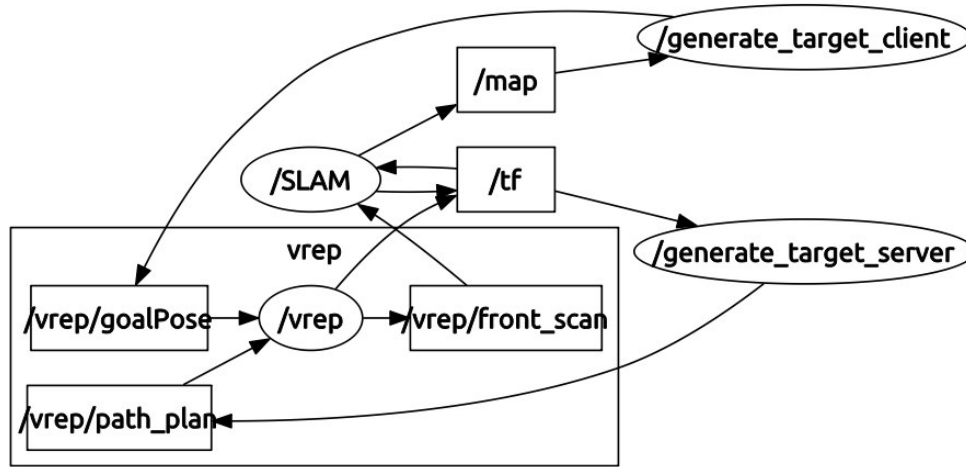 /generate_target_client
/map
/SLAM
/tf
vrep
/generate_target_server
/vrep/goalPose
/vrep
/vrep/front_scan
/vrep/path_plan